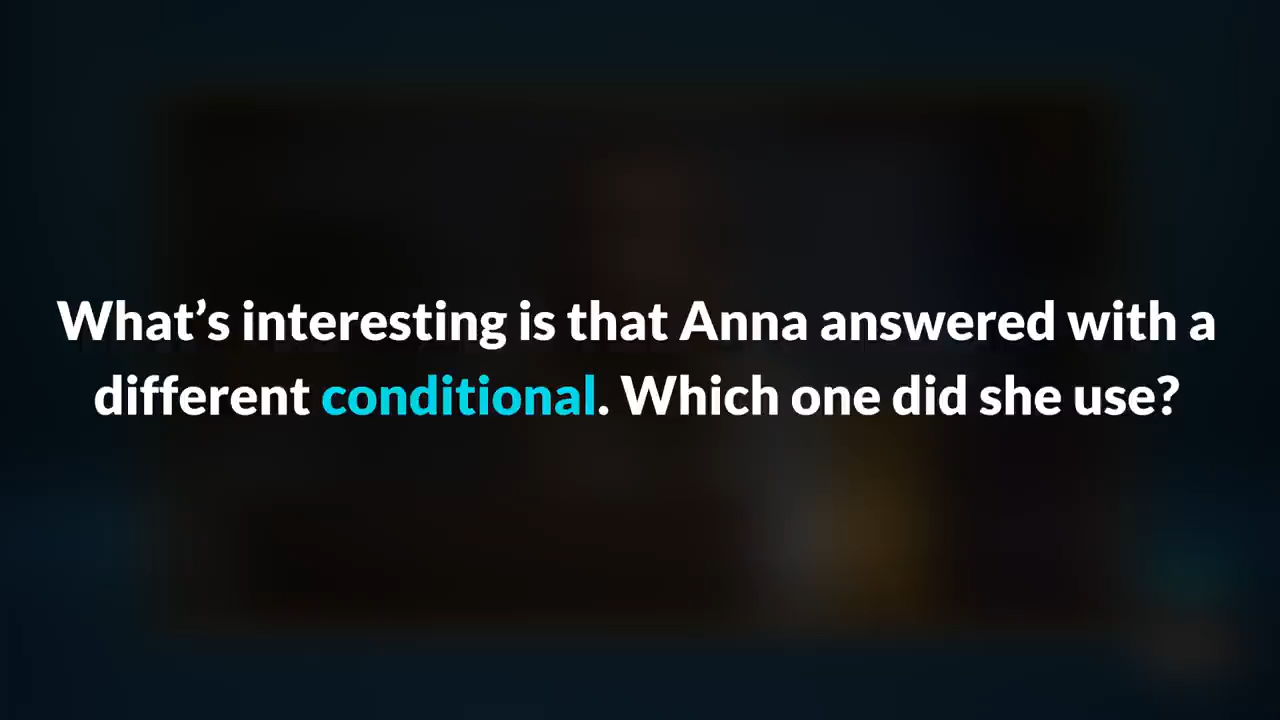 What’s interesting is that Anna answered with a
different conditional. Which one did she use?